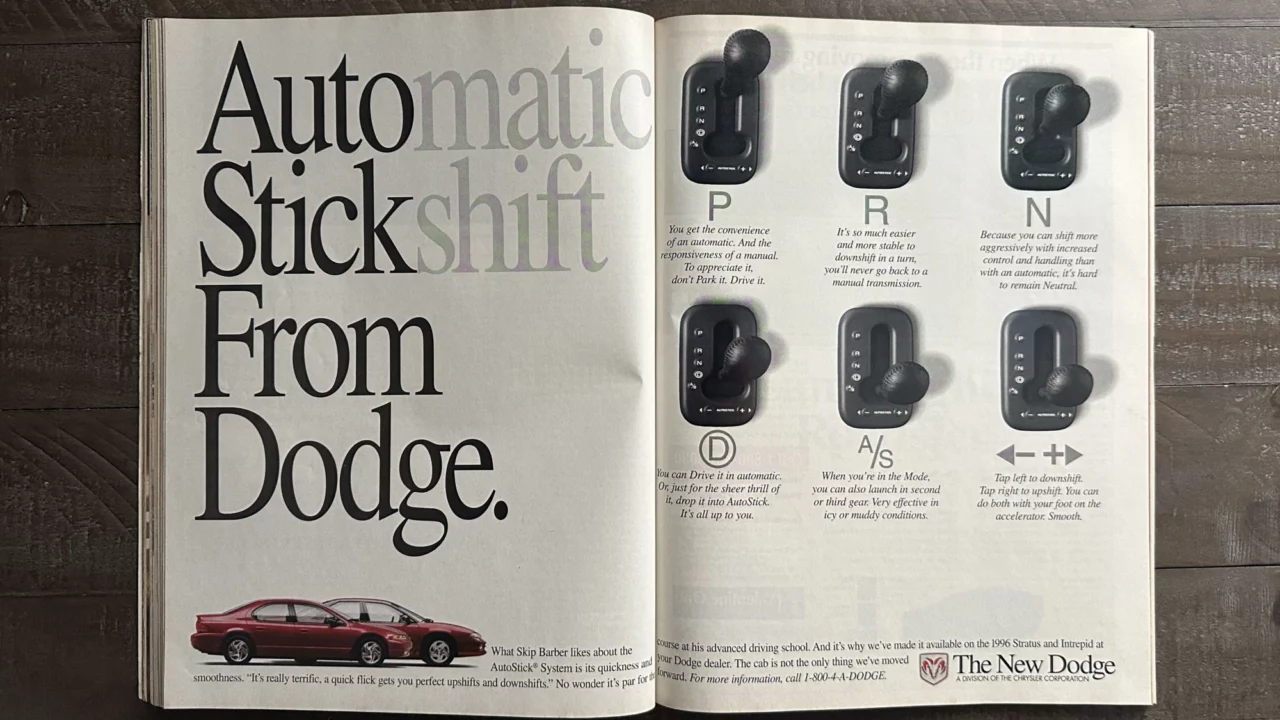 Automatic
Stickshift
From
Dodge.
What Skip Barber likes about the
AutoStick® System is its quickness and
smoothness. “It's really terrific, a quick flick gets you perfect upshifts and downshifts.” No wonder it's par for the
P
You get the convenience
of an automatic. And the
responsiveness of a manual.
To appreciate it,
don't Park it. Drive it.
R
It's so much easier
and more stable to
downshift in a turn,
you'll never go back to a
manual transmission.
N
Because you can shift more
aggressively with increased
control and handling than
with an automatic, it's hard
to remain Neutral.
D
You can Drive it in automatic.
Or, just for the sheer thrill of
it, drop it into AutoStick.
It's all up to you.
A/S
When you're in the Mode,
you can also launch in second
or third gear. Very effective in
icy or muddy conditions.
← – + →
Tap left to downshift.
Tap right to upshift. You can
do both with your foot on the
accelerator. Smooth.
course at his advanced driving school. And it's why we've made it available on the 1996 Stratus and Intrepid at
your Dodge dealer. The cab is not the only thing we've moved
forward. For more information, call 1-800-4-A-DODGE.
The New Dodge
A DIVISION OF THE CHRYSLER CORPORATION